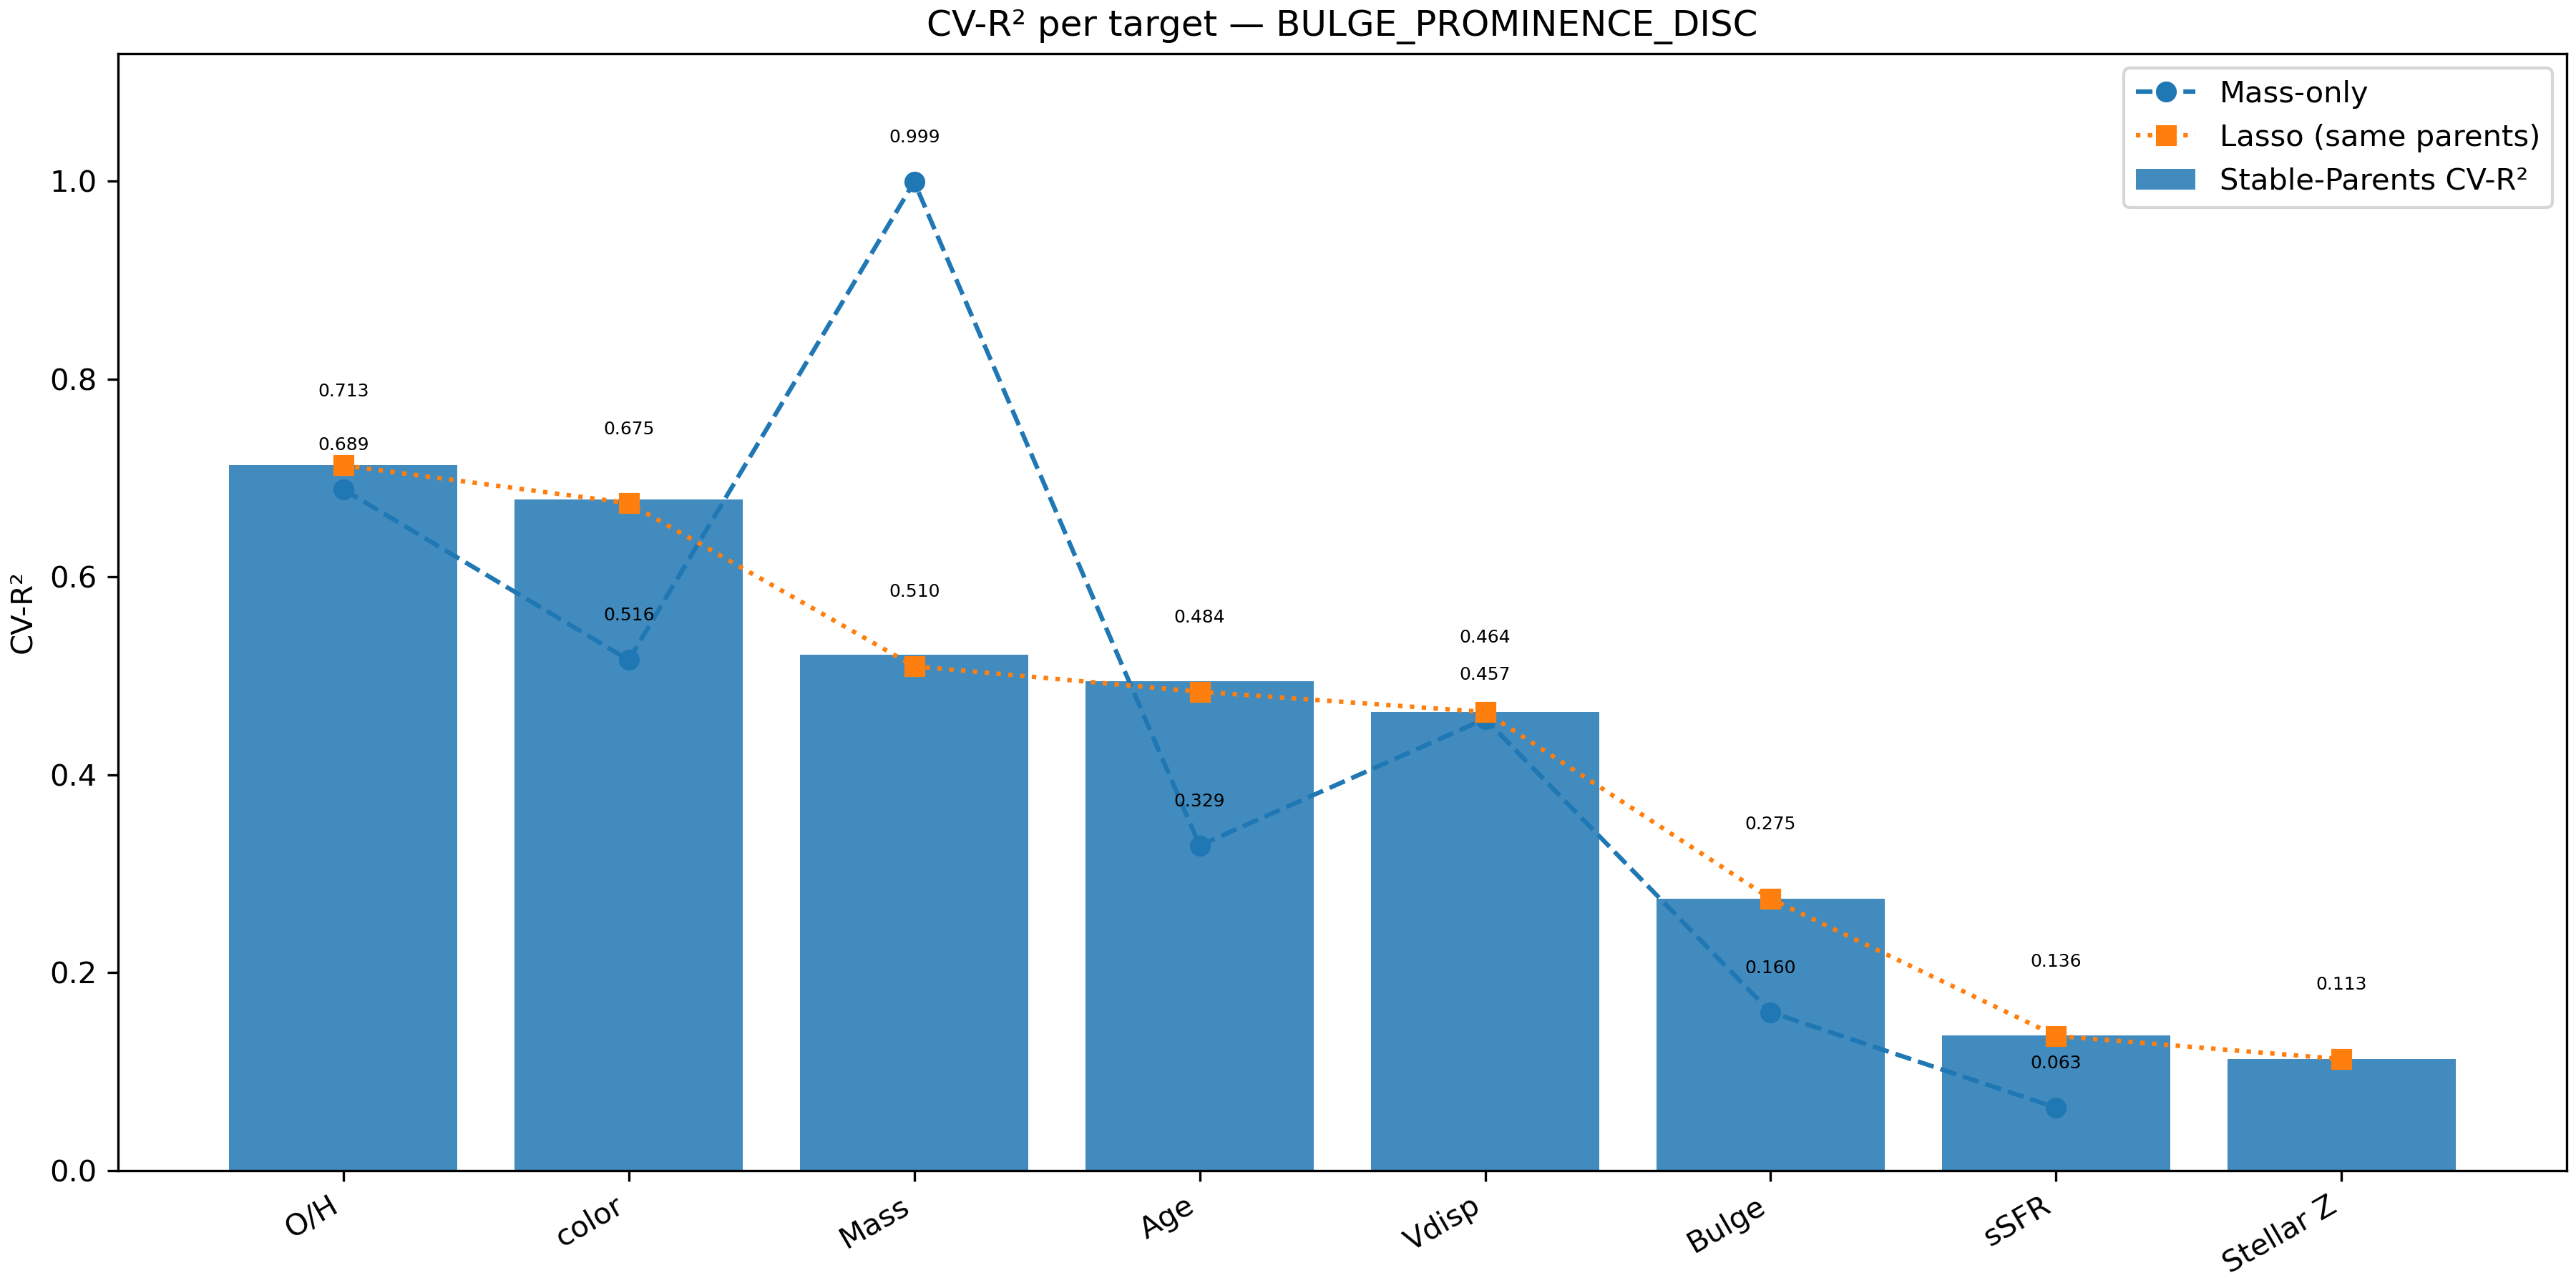 CV-R² per target — BULGE_PROMINENCE_DISC
Mass-only
Lasso (same parents)
Stable-Parents CV-R²
CV-R²
1.0
0.8
0.6
0.4
0.2
0.0
0.713
0.689
0.675
0.516
0.999
0.510
0.484
0.329
0.464
0.457
0.275
0.160
0.136
0.063
0.113
O/H
color
Mass
Age
Vdisp
Bulge
sSFR
Stellar Z